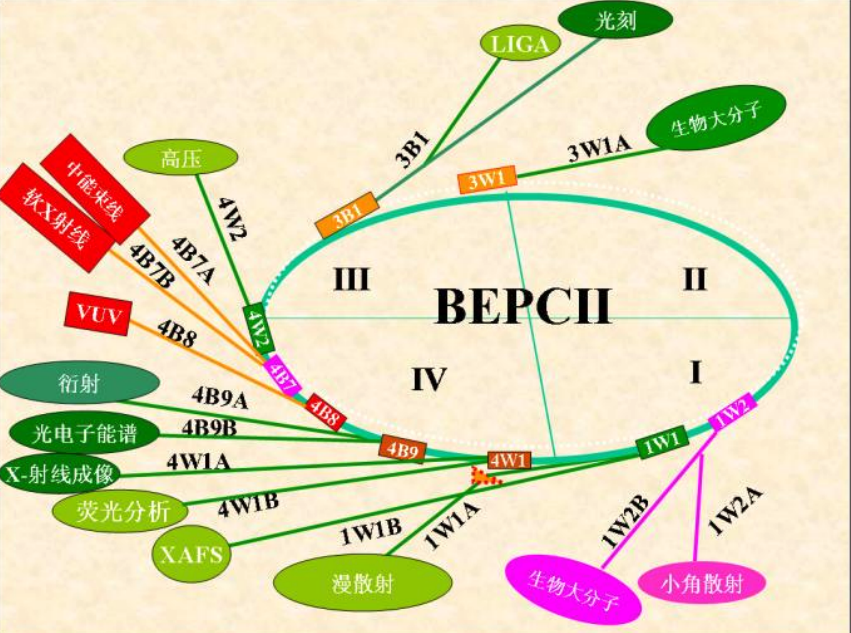 光刻
LIGA
生物大分子
3B1
3W1A
高压
3W1
中能束线
软X射线
3B1
4W2
4B7A
4B7B
III
II
BEPCII
VUV
4B8
4W2
4B7
IV
I
衍射
4B9A
4B8
1W2
光电子能谱
4B9B
4B9
4W1
1W1
X-射线成像
4W1A
荧光分析
4W1B
1W1B
1W1A
1W2B
1W2A
XAFS
漫散射
生物大分子
小角散射